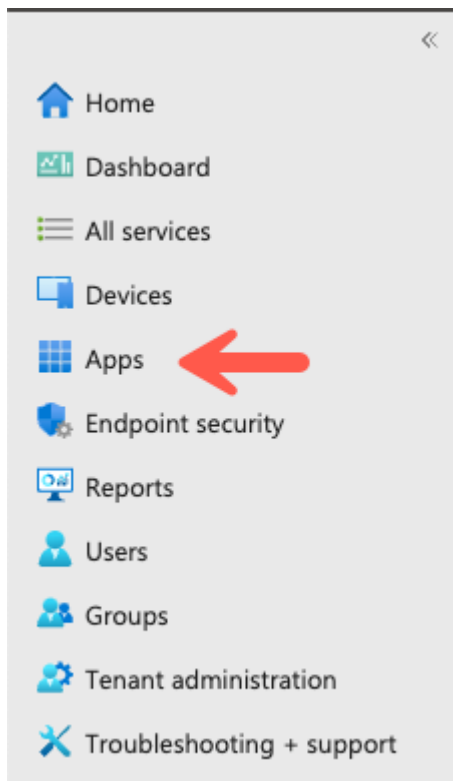 «
Home
Dashboard
All services
Devices
Apps
Endpoint security
Reports
Users
Groups
Tenant administration
Troubleshooting + support